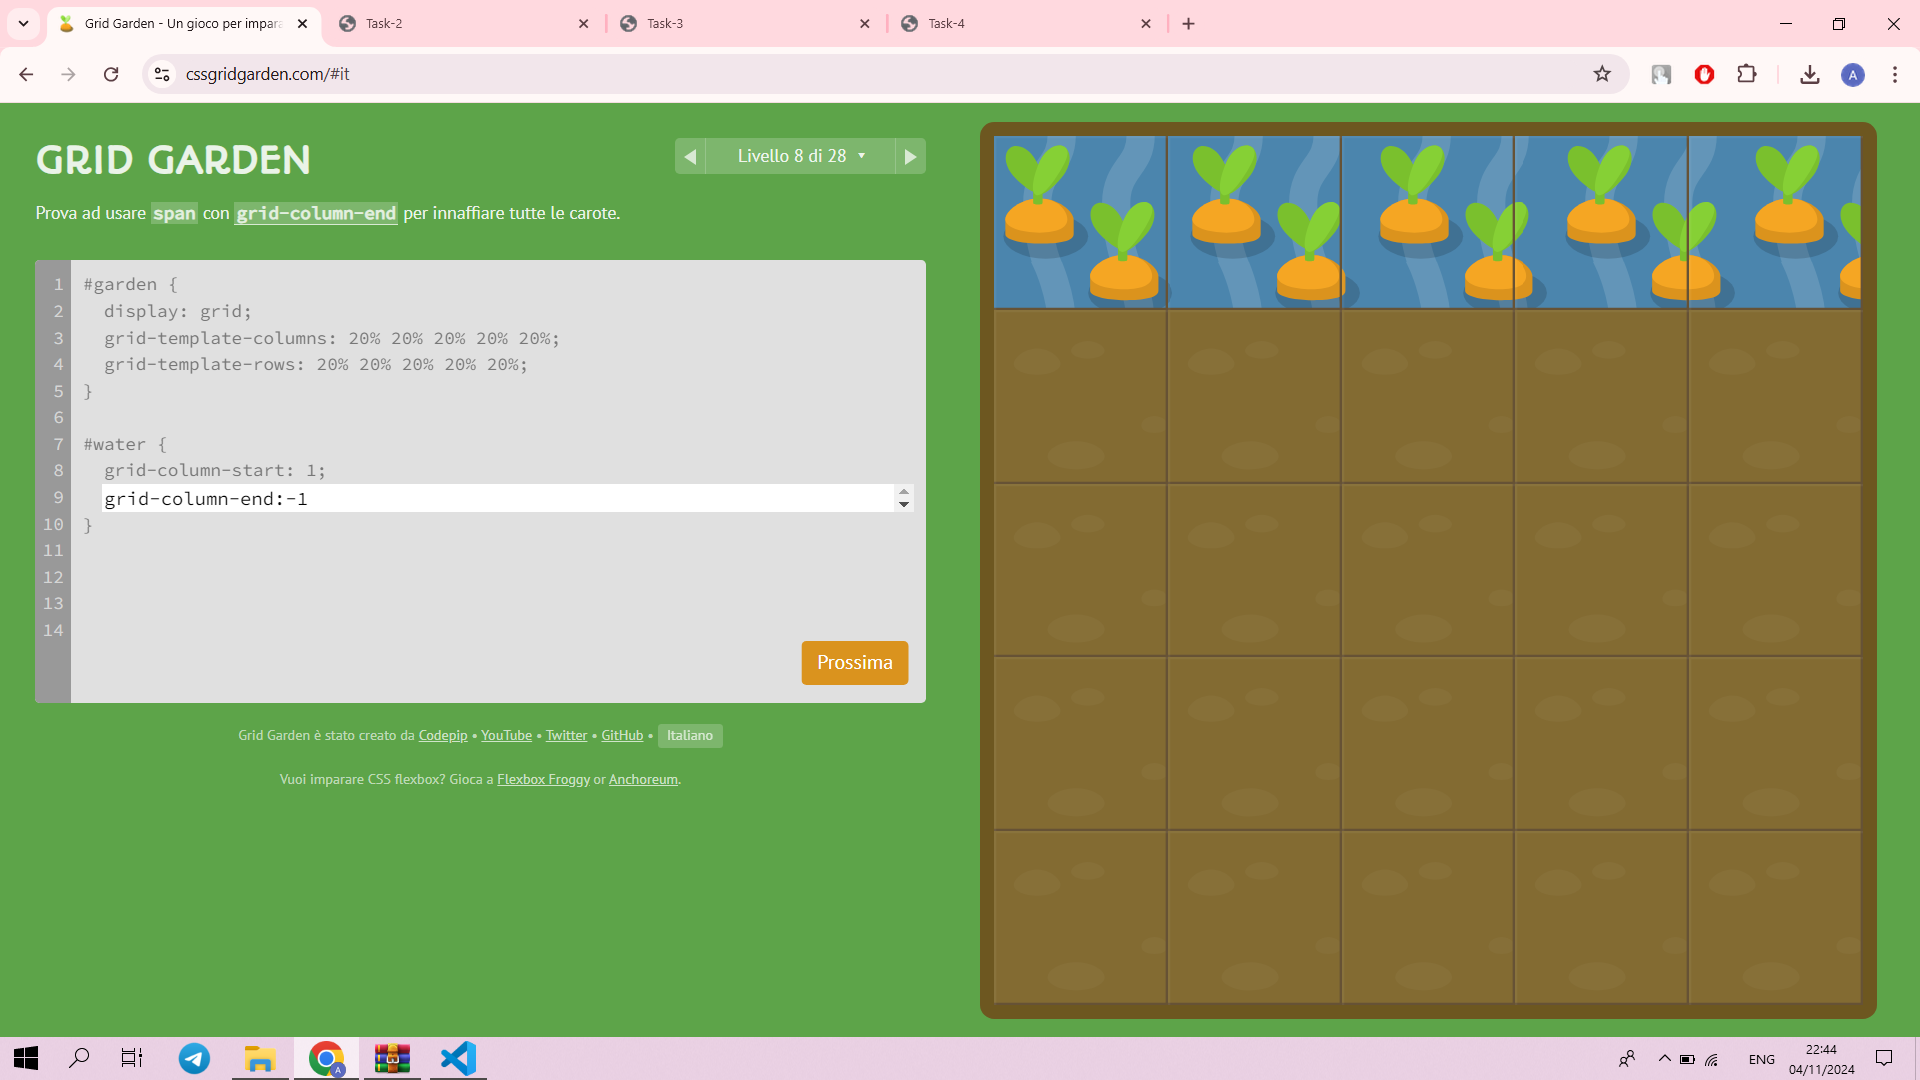 Grid Garden - Un gioco per impara
Task-2
Task-3
Task-4
cssgridgarden.com/#it
A
GRID GARDEN
Livello 8 di 28
Prova ad usare span con grid-column-end per innaffiare tutte le carote.
1 #garden {
2 display: grid;
3 grid-template-columns: 20% 20% 20% 20% 20%;
4 grid-template-rows: 20% 20% 20% 20% 20%;
5 }
6
7 #water {
8 grid-column-start: 1;
9 grid-column-end:-1
10 }
11
12
13
14
Prossima
Grid Garden è stato creato da Codepip • YouTube • Twitter • GitHub • Italiano
Vuoi imparare CSS flexbox? Gioca a Flexbox Froggy or Anchoreum.
A
ENG
22:44
04/11/2024